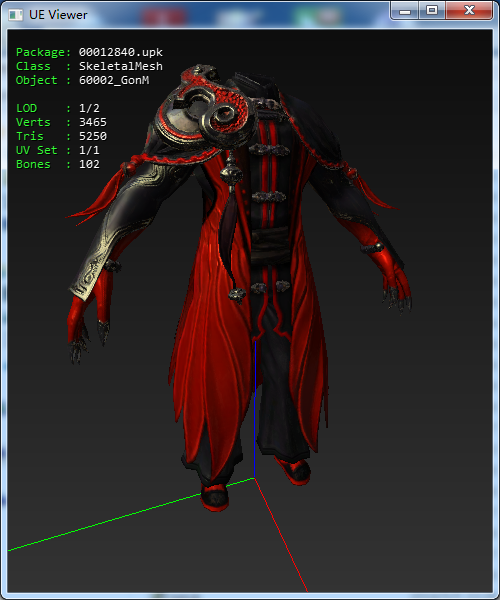 UE Viewer
Package: 00012840.upk
Class : SkeletalMesh
Object : 60002_GonM
LOD : 1/2
Verts : 3465
Tris : 5250
UV Set : 1/1
Bones : 102